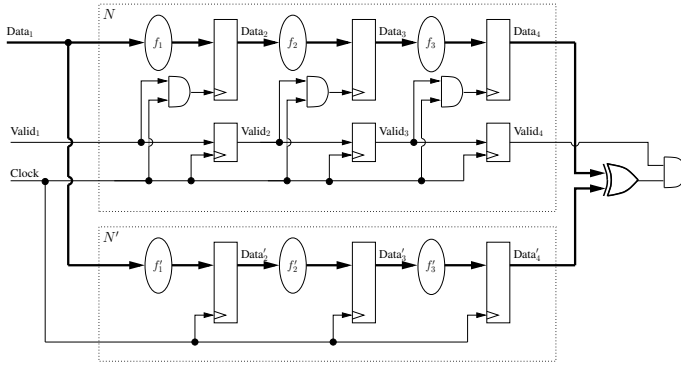 N
Data₁ f₁ Data₂ f₂ Data₃ f₃ Data₄
Valid₁ Valid₂ Valid₃ Valid₄
Clock
N′
f′₁ Data′₂ f′₂ Data′₃ f′₃ Data′₄